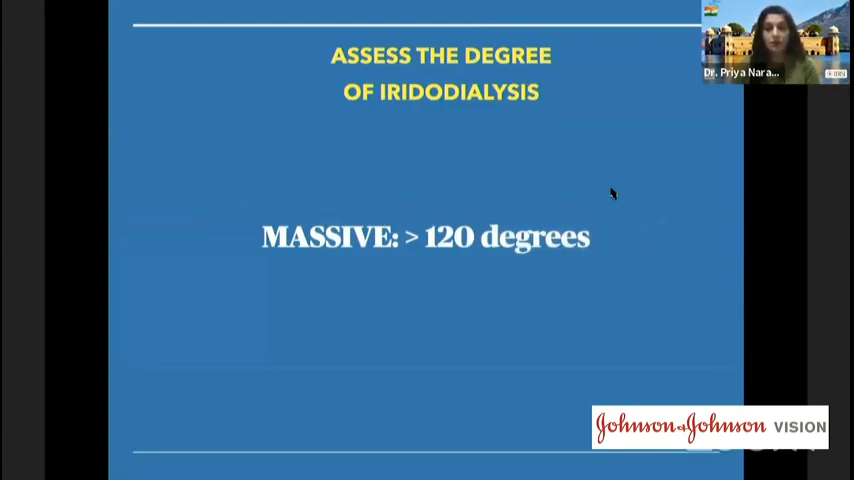 ASSESS THE DEGREE
OF IRIDODIALYSIS
Dr. Priya Nara...
MASSIVE: > 120 degrees
Johnson & Johnson VISION